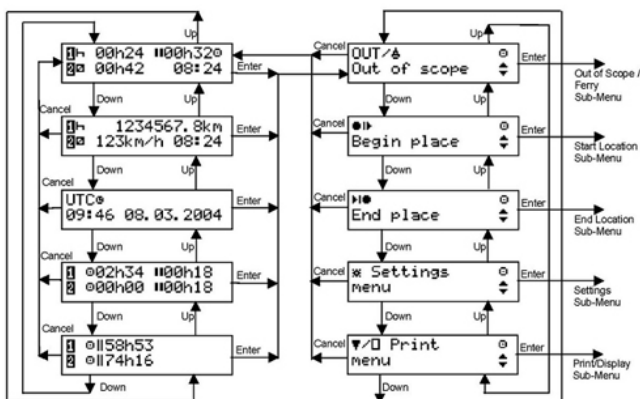 Up
Up
1 00h24 00h32
2 00h42 08:24
Cancel
Enter
OUT/
Out of scope
Enter
Out of Scope /
Ferry
Sub-Menu
Down
Up
Down
Up
Cancel
1 1234567.8km
2 123km/h 08:24
Enter
Cancel
Begin place
Enter
Start Location
Sub-Menu
Down
Up
Down
Up
Cancel
UTC
09:46 08.03.2004
Enter
Cancel
End place
Enter
End Location
Sub-Menu
Down
Up
Down
Up
Cancel
1 02h34 00h18
2 00h00 00h18
Enter
Cancel
Settings
menu
Enter
Settings
Sub-Menu
Down
Up
Down
Up
Cancel
1 58h53
2 74h16
Enter
Cancel
Print
menu
Enter
Print/Display
Sub-Menu
Down
Down